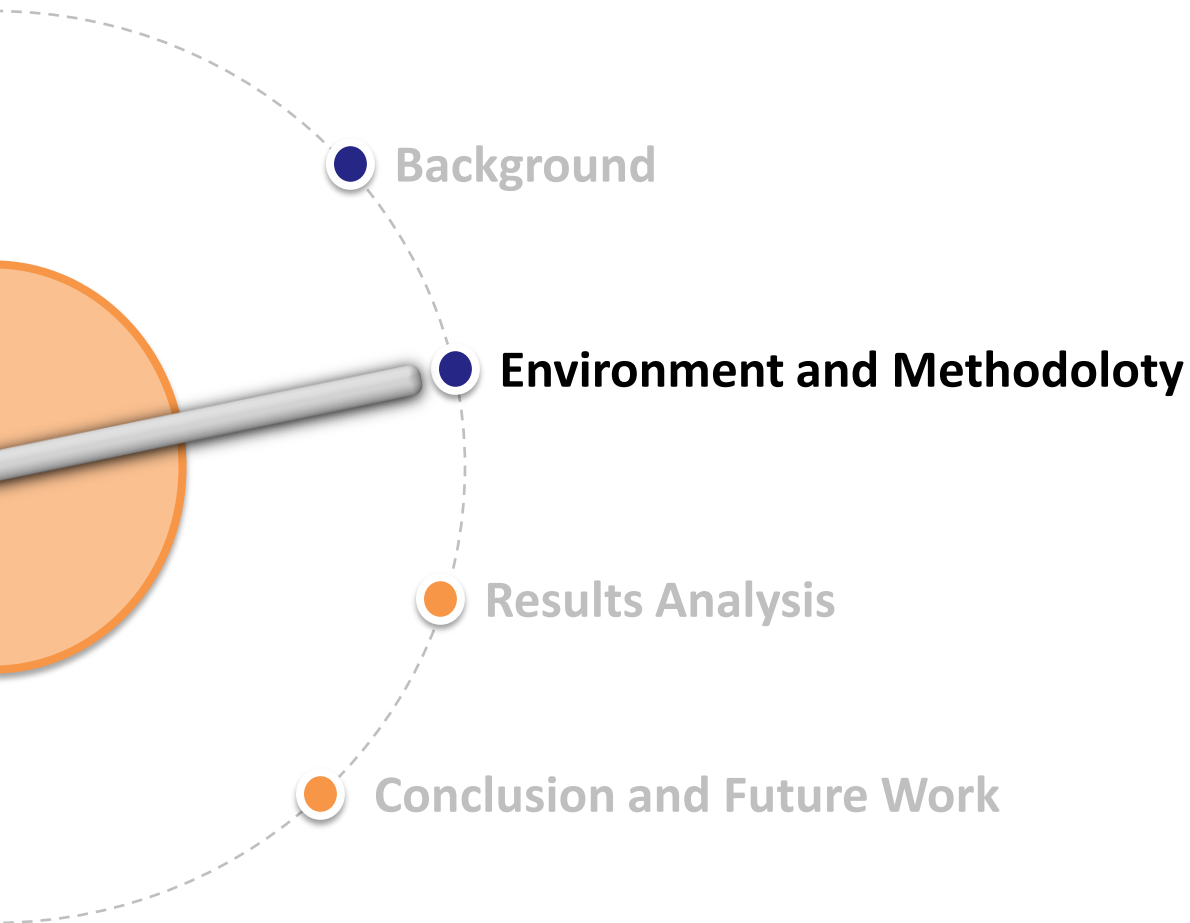 Background
Environment and Methodoloty
Results Analysis
Conclusion and Future Work